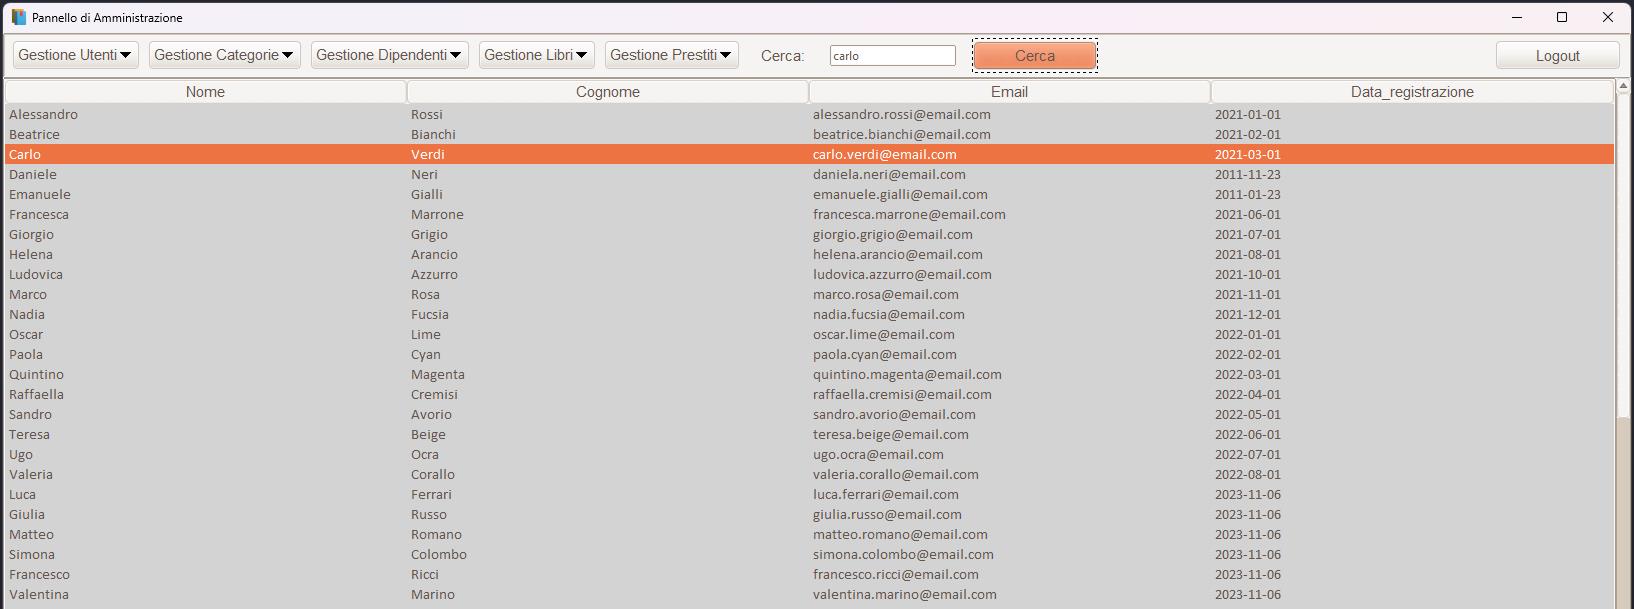 Pannello di Amministrazione
Gestione Utenti Gestione Categorie Gestione Dipendenti Gestione Libri Gestione Prestiti Cerca: carlo Cerca Logout
Nome Cognome Email Data_registrazione
Alessandro Rossi alessandro.rossi@email.com 2021-01-01
Beatrice Bianchi beatrice.bianchi@email.com 2021-02-01
Carlo Verdi carlo.verdi@email.com 2021-03-01
Daniele Neri daniela.neri@email.com 2011-11-23
Emanuele Gialli emanuele.gialli@email.com 2011-01-23
Francesca Marrone francesca.marrone@email.com 2021-06-01
Giorgio Grigio giorgio.grigio@email.com 2021-07-01
Helena Arancio helena.arancio@email.com 2021-08-01
Ludovica Azzurro ludovica.azzurro@email.com 2021-10-01
Marco Rosa marco.rosa@email.com 2021-11-01
Nadia Fucsia nadia.fucsia@email.com 2021-12-01
Oscar Lime oscar.lime@email.com 2022-01-01
Paola Cyan paola.cyan@email.com 2022-02-01
Quintino Magenta quintino.magenta@email.com 2022-03-01
Raffaella Cremisi raffaella.cremisi@email.com 2022-04-01
Sandro Avorio sandro.avorio@email.com 2022-05-01
Teresa Beige teresa.beige@email.com 2022-06-01
Ugo Ocra ugo.ocra@email.com 2022-07-01
Valeria Corallo valeria.corallo@email.com 2022-08-01
Luca Ferrari luca.ferrari@email.com 2023-11-06
Giulia Russo giulia.russo@email.com 2023-11-06
Matteo Romano matteo.romano@email.com 2023-11-06
Simona Colombo simona.colombo@email.com 2023-11-06
Francesco Ricci francesco.ricci@email.com 2023-11-06
Valentina Marino valentina.marino@email.com 2023-11-06